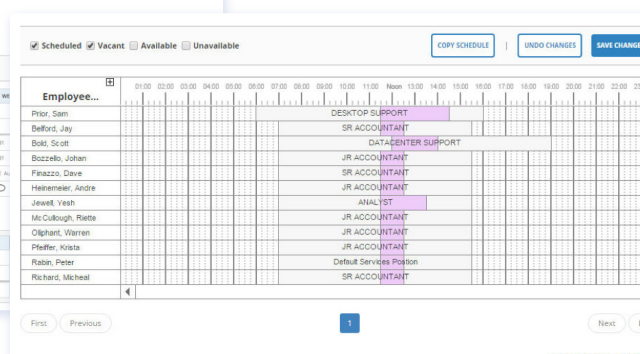 Scheduled Vacant Available Unavailable
COPY SCHEDULE | UNDO CHANGES SAVE CHANGE
01:00 02:00 03:00 04:00 05:00 06:00 07:00 08:00 09:00 10:00 11:00 Noon 13:00 14:00 15:00 16:00 17:00 18:00 19:00 20:00 21:00 22:00
Employee...
Prior, Sam DESKTOP SUPPORT
Belford, Jay SR ACCOUNTANT
Bold, Scott DATACENTER SUPPORT
Bozzello, Johan JR ACCOUNTANT
Finazzo, Dave SR ACCOUNTANT
Heinemeier, Andre JR ACCOUNTANT
Jewell, Yesh ANALYST
McCullough, Riette JR ACCOUNTANT
Oliphant, Warren JR ACCOUNTANT
Pfeiffer, Krista JR ACCOUNTANT
Rabin, Peter Default Services Position
Richard, Micheal SR ACCOUNTANT
First Previous 1 Next